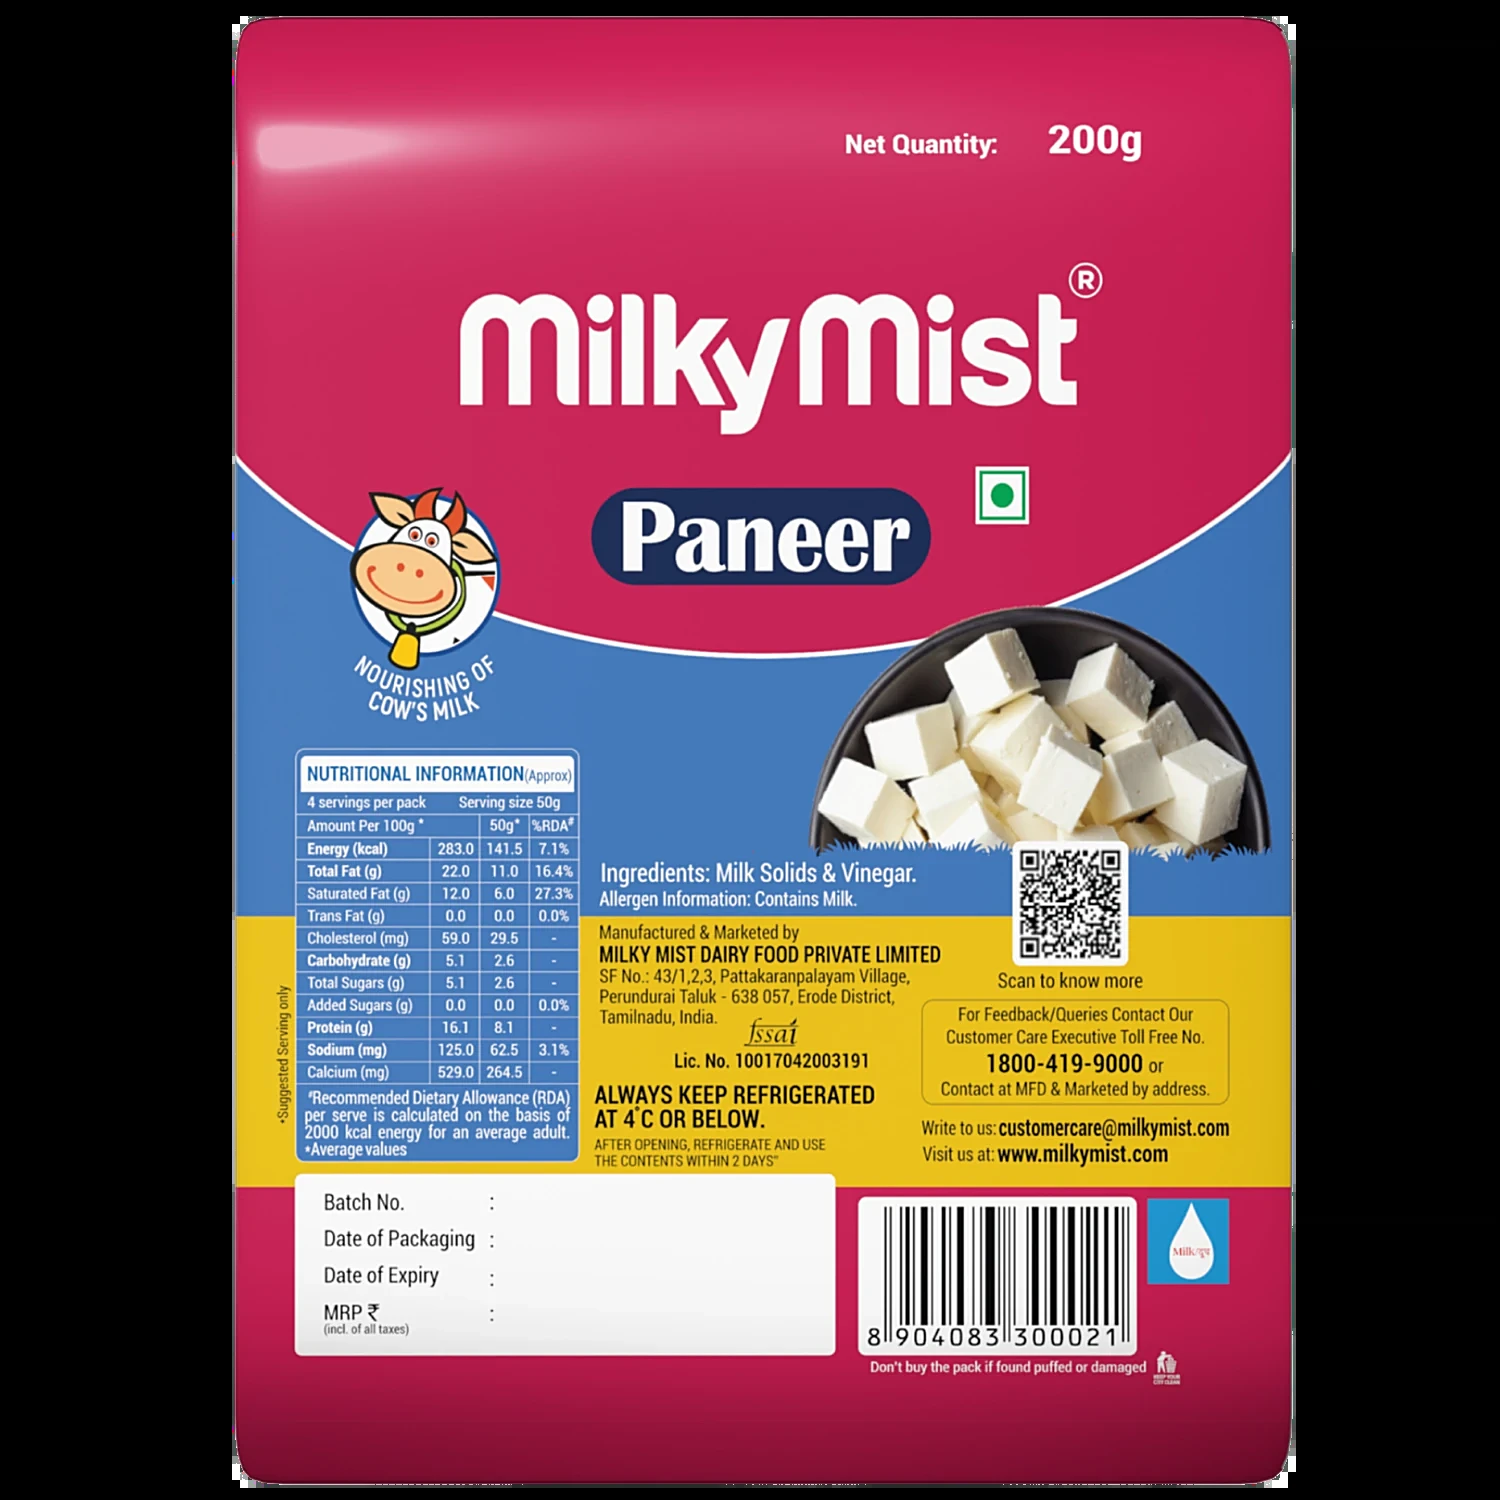 Net Quantity: 200g
MilkyMist®
Paneer
NOURISHING OF
COW'S MILK
NUTRITIONAL INFORMATION(Approx)
4 servings per pack Serving size 50g
Amount Per 100g * 50g* %RDA#
Energy (kcal) 283.0 141.5 7.1%
Total Fat (g) 22.0 11.0 16.4%
Saturated Fat (g) 12.0 6.0 27.3%
Trans Fat (g) 0.0 0.0 0.0%
Cholesterol (mg) 59.0 29.5 -
Carbohydrate (g) 5.1 2.6 -
Total Sugars (g) 5.1 2.6 -
Added Sugars (g) 0.0 0.0 0.0%
Protein (g) 16.1 8.1 -
Sodium (mg) 125.0 62.5 3.1%
Calcium (mg) 529.0 264.5 -
#Recommended Dietary Allowance (RDA)
per serve is calculated on the basis of
2000 kcal energy for an average adult.
*Average values
*Suggested Serving only
Ingredients: Milk Solids & Vinegar.
Allergen Information: Contains Milk.
Manufactured & Marketed by
MILKY MIST DAIRY FOOD PRIVATE LIMITED
SF No.: 43/1,2,3, Pattakaranpalayam Village,
Perundurai Taluk - 638 057, Erode District,
Tamilnadu, India.
fssai
Lic. No. 10017042003191
ALWAYS KEEP REFRIGERATED
AT 4°C OR BELOW.
AFTER OPENING, REFRIGERATE AND USE
THE CONTENTS WITHIN 2 DAYS"
Scan to know more
For Feedback/Queries Contact Our
Customer Care Executive Toll Free No.
1800-419-9000 or
Contact at MFD & Marketed by address.
Write to us: customercare@milkymist.com
Visit us at: www.milkymist.com
Batch No. :
Date of Packaging :
Date of Expiry :
MRP ₹ :
(incl. of all taxes)
8 904083 300021
Milk/दूध
Don't buy the pack if found puffed or damaged
KEEP YOUR
CITY CLEAN